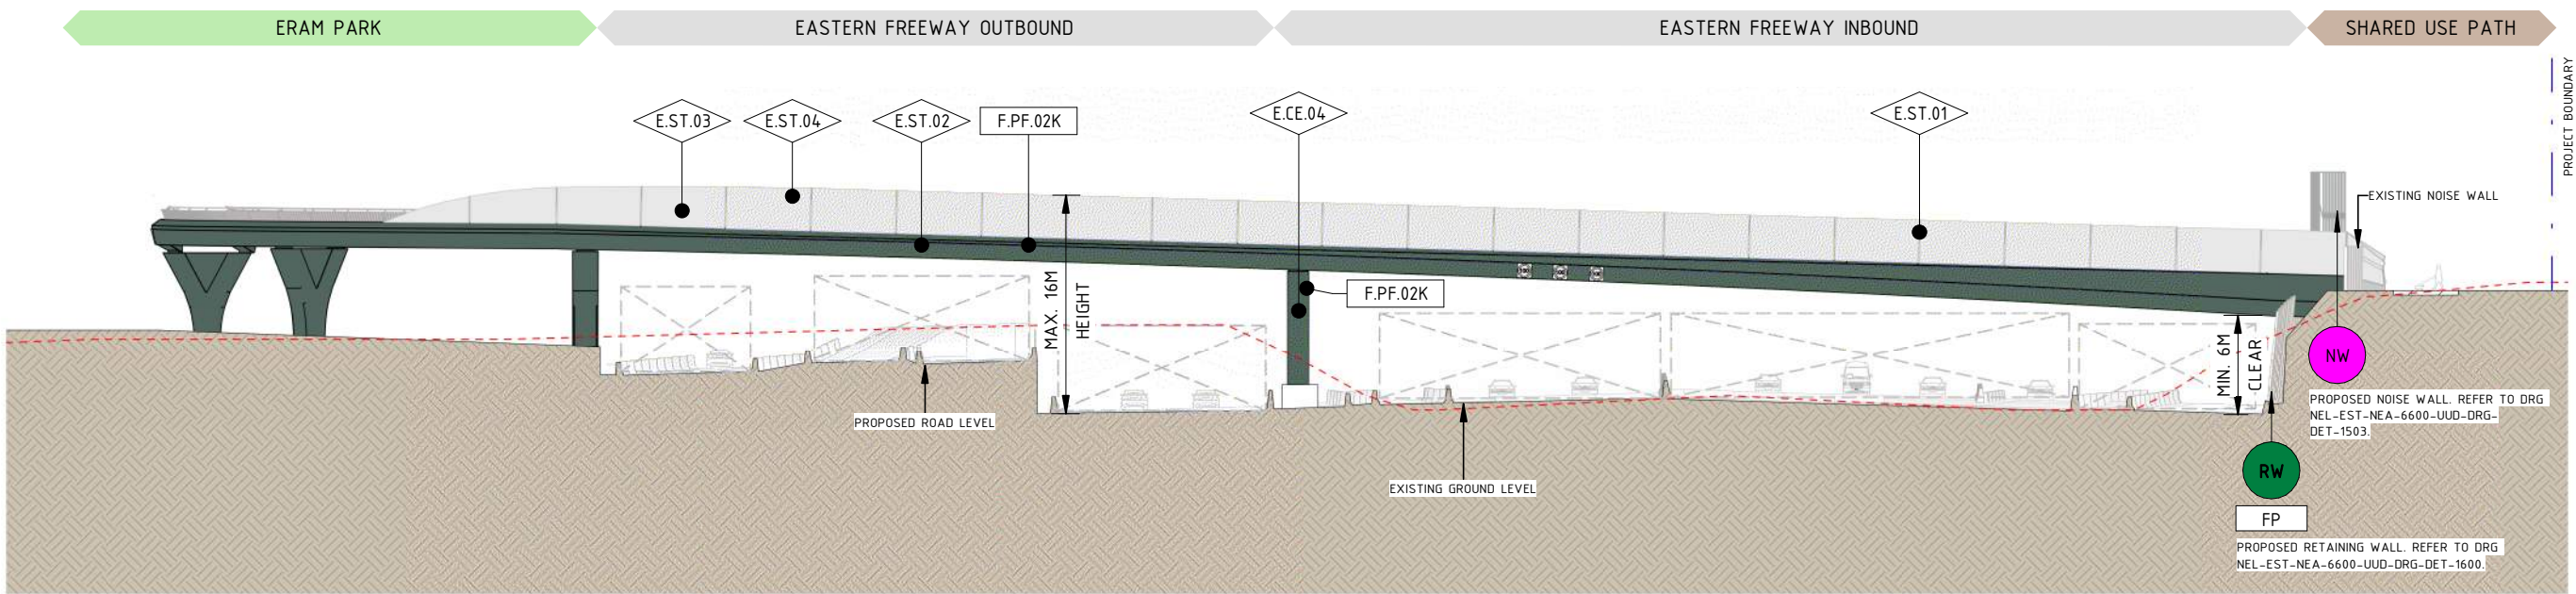 ERAM PARK
EASTERN FREEWAY OUTBOUND
EASTERN FREEWAY INBOUND
SHARED USE PATH
PROJECT BOUNDARY
E.ST.03
E.ST.04
E.ST.02
F.PF.02K
E.CE.04
E.ST.01
EXISTING NOISE WALL
MAX. 16M
HEIGHT
F.PF.02K
MIN. 6M
CLEAR
NW
PROPOSED NOISE WALL. REFER TO DRG
NEL-EST-NEA-6600-UUD-DRG-
DET-1503.
PROPOSED ROAD LEVEL
EXISTING GROUND LEVEL
RW
FP
PROPOSED RETAINING WALL. REFER TO DRG
NEL-EST-NEA-6600-UUD-DRG-DET-1600.